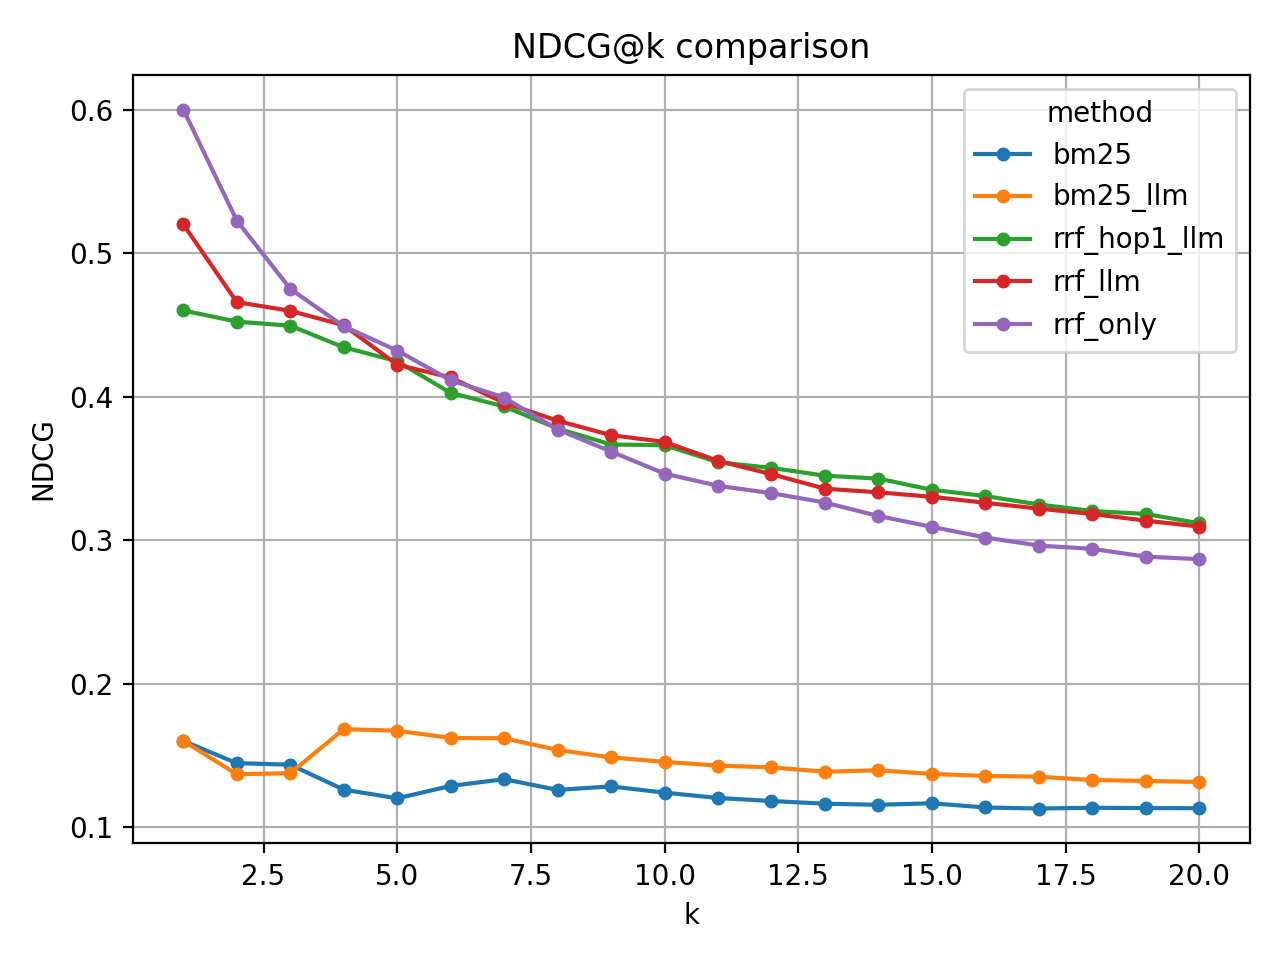 NDCG@k comparison
0.6
0.5
0.4
0.3
0.2
0.1
NDCG
method
bm25
bm25_llm
rrf_hop1_llm
rrf_llm
rrf_only
2.5 5.0 7.5 10.0 12.5 15.0 17.5 20.0
k